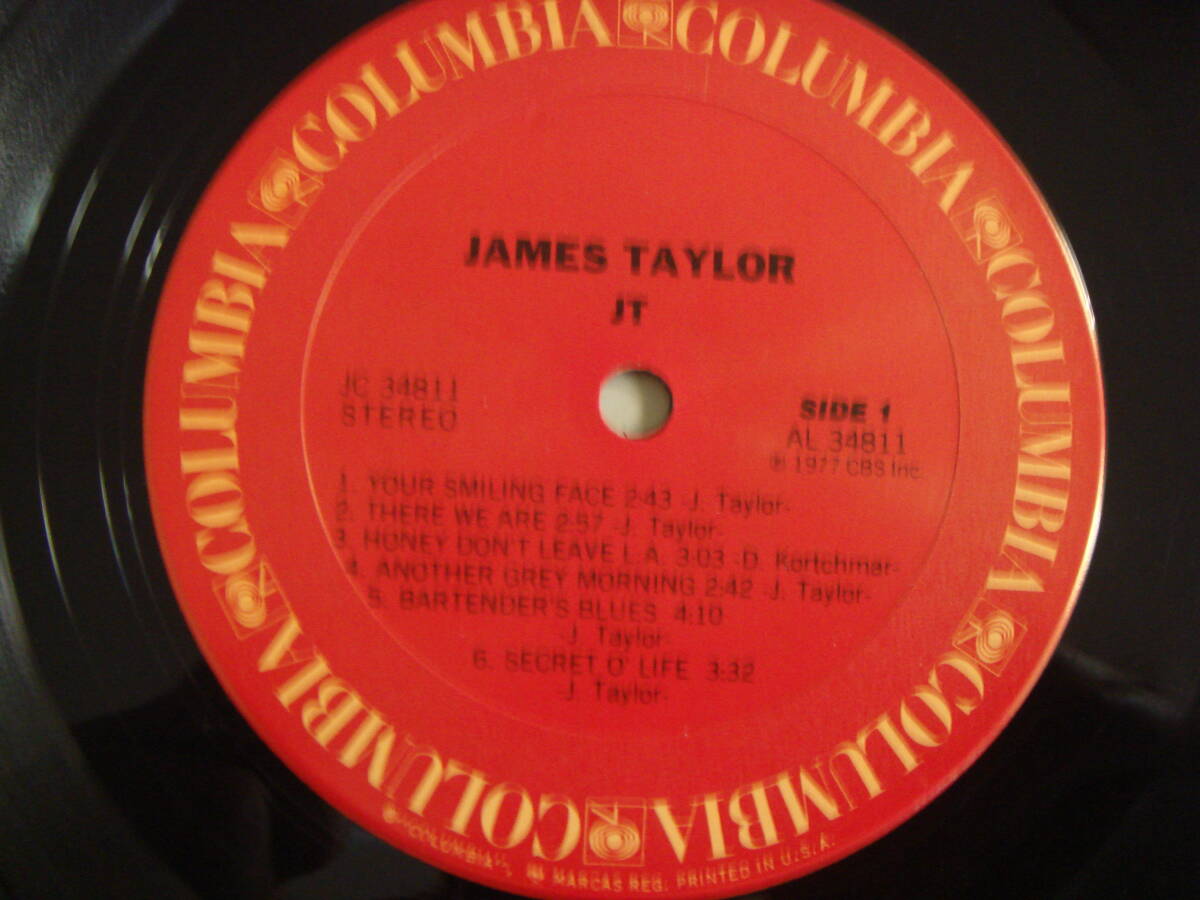 COLUMBIA COLUMBIA COLUMBIA COLUMBIA COLUMBIA COLUMBIA COLUMBIA COLUMBIA
JAMES TAYLOR
JT
JC 34811
STEREO
SIDE 1
AL 34811
℗ 1977 CBS Inc.
1. YOUR SMILING FACE 2:43 -J. Taylor-
2. THERE WE ARE 2:57 -J. Taylor-
3. HONEY DON'T LEAVE L.A. 3:03 -D. Kortchmar-
4. ANOTHER GREY MORNING 2:42 -J. Taylor-
5. BARTENDER'S BLUES 4:10
-J. Taylor-
6. SECRET O' LIFE 3:32
-J. Taylor-
"COLUMBIA", MARCAS REG. PRINTED IN U.S.A.